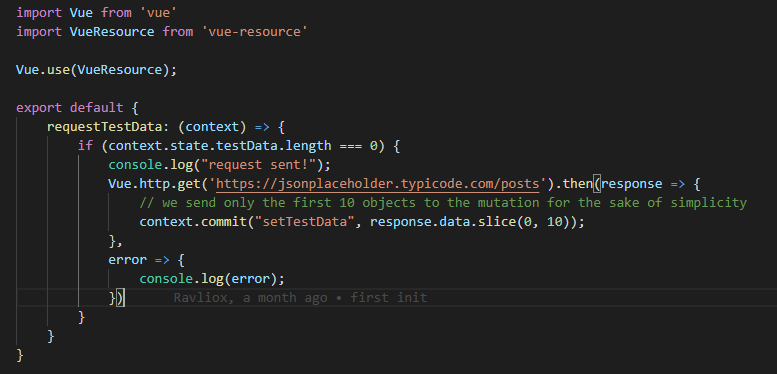 import Vue from 'vue'
import VueResource from 'vue-resource'

Vue.use(VueResource);

export default {
    requestTestData: (context) => {
        if (context.state.testData.length === 0) {
            console.log("request sent!");
            Vue.http.get('https://jsonplaceholder.typicode.com/posts').then(response => {
                // we send only the first 10 objects to the mutation for the sake of simplicity
                context.commit("setTestData", response.data.slice(0, 10));
            },
            error => {
                console.log(error);
            })      Ravliox, a month ago • first init
        }
    }
}